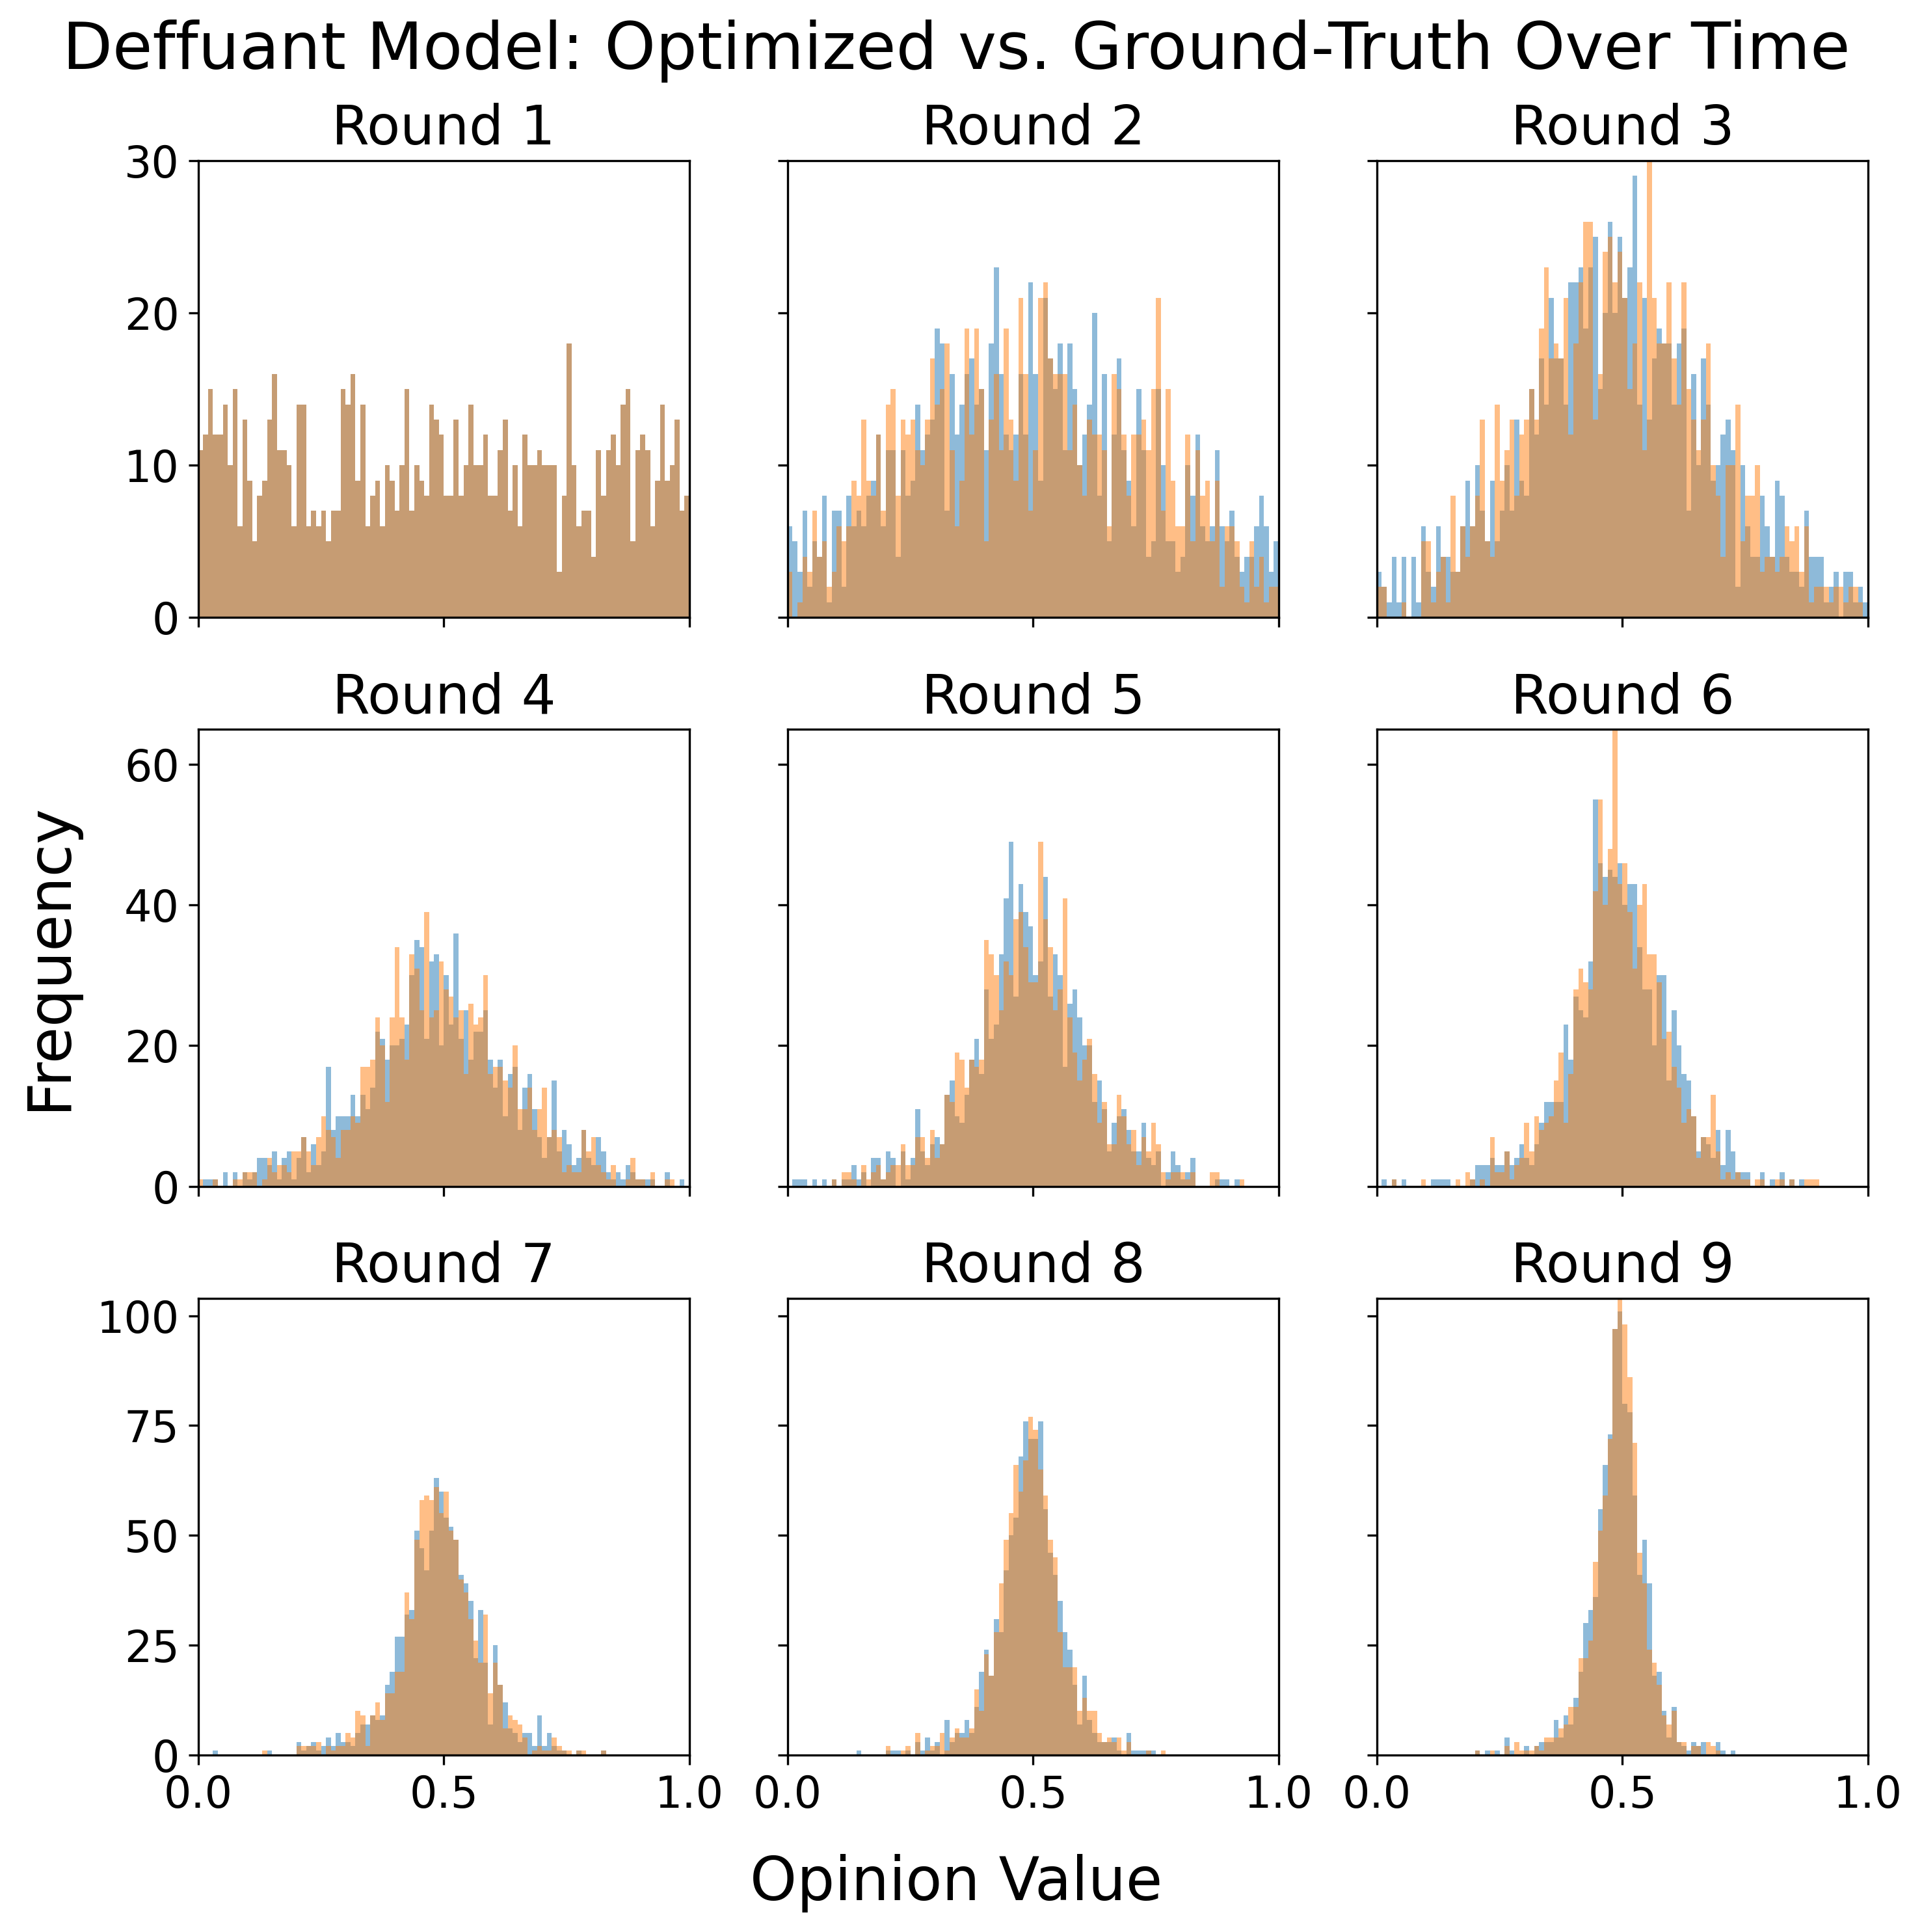 Deffuant Model: Optimized vs. Ground-Truth Over Time
Round 1
Round 2
Round 3
30
20
10
0
Round 4
Round 5
Round 6
60
40
20
0
Frequency
Round 7
Round 8
Round 9
100
75
50
25
0
0.0 0.5 1.0
0.0 0.5 1.0
0.0 0.5 1.0
Opinion Value